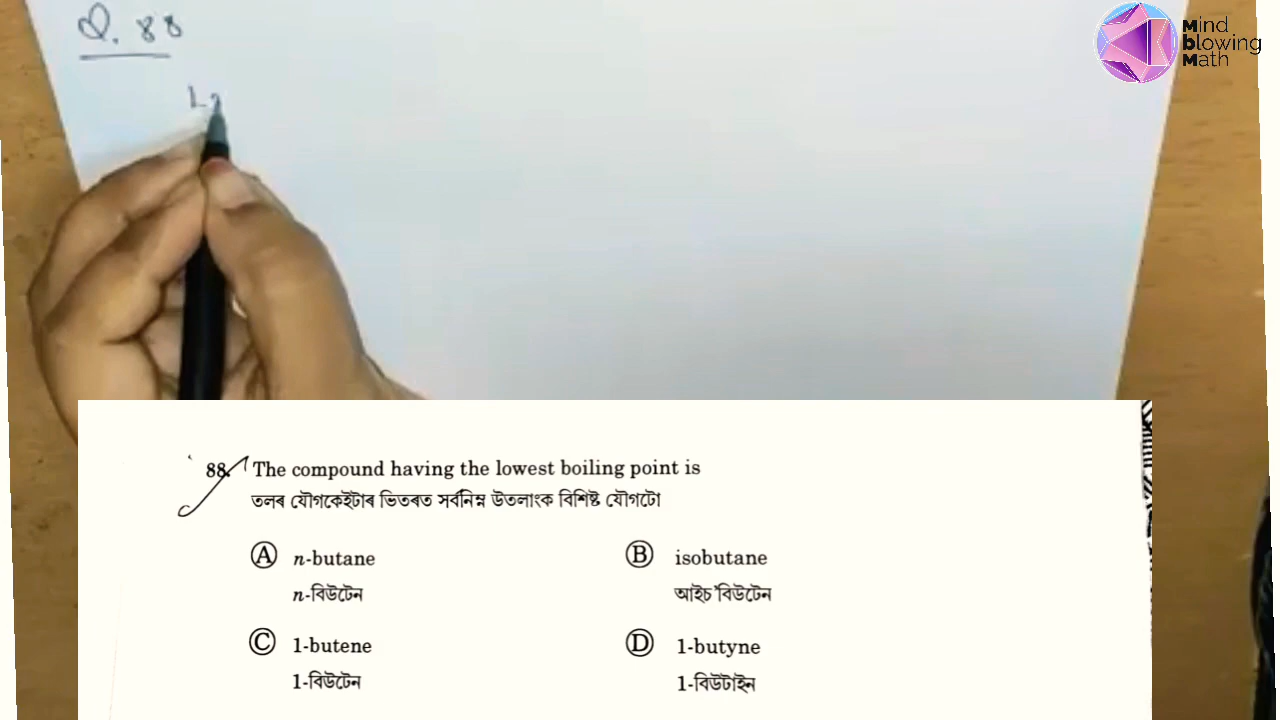 Q. 88
Mind
blowing
Math
88. The compound having the lowest boiling point is
তলৰ যৌগকেইটাৰ ভিতৰত সৰ্বনিম্ন উতলাংক বিশিষ্ট যৌগটো
A n-butane B isobutane
n-বিউটেন আইচ'বিউটেন
C 1-butene D 1-butyne
1-বিউটেন 1-বিউটাইন